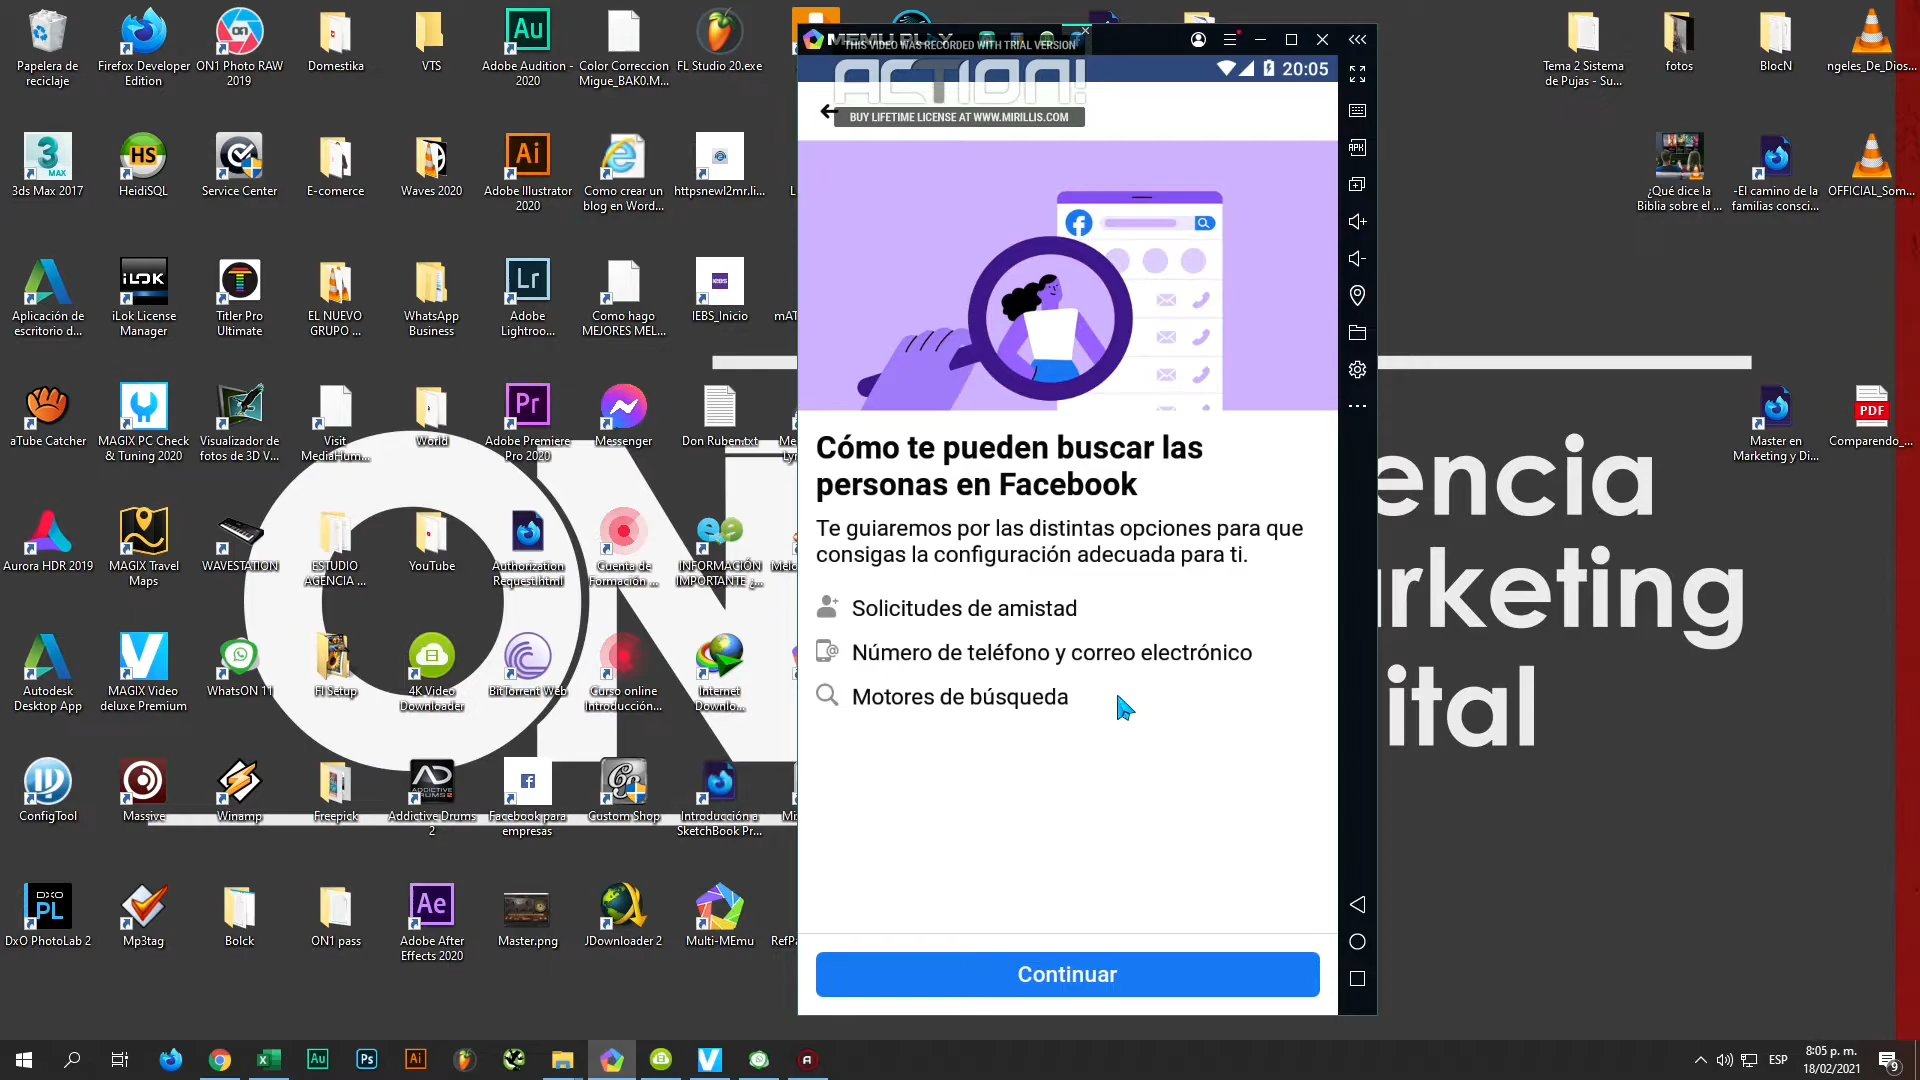 Papelera de
reciclaje
Firefox Developer
Edition
ON1 Photo RAW
2019
Domestika
VTS
Adobe Audition -
2020
Color Correccion
Migue_BAK0.M...
FL Studio 20.exe
MEMU PLAY
THIS VIDEO WAS RECORDED WITH TRIAL VERSION
ACTION!
BUY LIFETIME LICENSE AT WWW.MIRILLIS.COM
20:05
Tema 2 Sistema
de Pujas - Su...
fotos
BlocN
ngeles_De_Dios...
3ds Max 2017
HeidiSQL
Service Center
E-comerce
Waves 2020
Adobe Illustrator
2020
Como crear un
blog en Word...
httpsnewl2mr.li...
¿Qué dice la
Biblia sobre el ...
-El camino de la
familias consci...
OFFICIAL_Som...
Aplicación de
escritorio d...
iLok License
Manager
Titler Pro
Ultimate
EL NUEVO
GRUPO ...
WhatsApp
Business
Adobe
Lightroo...
Como hago
MEJORES MEL...
IEBS_Inicio
aTube Catcher
MAGIX PC Check
& Tuning 2020
Visualizador de
fotos de 3D V...
Visit
MediaHum...
World
Adobe Premiere
Pro 2020
Messenger
Don Ruben.txt
Master en
Marketing y Di...
Comparendo_...
Aurora HDR 2019
MAGIX Travel
Maps
WAVESTATION
ESTUDIO
AGENCIA ...
YouTube
Authorization
Request.html
Cuenta de
Formación ...
INFORMACIÓN
IMPORTANTE ¿...
Autodesk
Desktop App
MAGIX Video
deluxe Premium
WhatsON 11
FI Setup
4K Video
Downloader
BitTorrent Web
Curso online
Introducción...
Internet
Downlo...
ConfigTool
Massive
Winamp
Freepick
Addictive Drums
2
Facebook para
empresas
Custom Shop
Introducción a
SketchBook Pr...
DxO PhotoLab 2
Mp3tag
Bolck
ON1 pass
Adobe After
Effects 2020
Master.png
JDownloader 2
Multi-MEmu
Cómo te pueden buscar las
personas en Facebook
Te guiaremos por las distintas opciones para que
consigas la configuración adecuada para ti.
Solicitudes de amistad
Número de teléfono y correo electrónico
Motores de búsqueda
Continuar
ESP
8:05 p. m.
18/02/2021
9